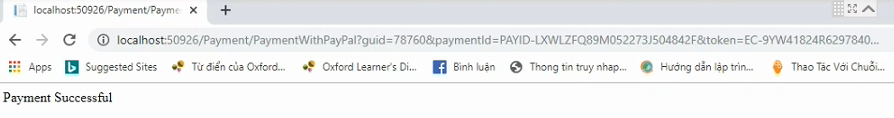 localhost:50926/Payment/Payme
localhost:50926/Payment/PaymentWithPayPal?guid=78760&paymentId=PAYID-LXWLZFQ89M052273J504842F&token=EC-9YW41824R6297840...
Apps Suggested Sites Từ điển của Oxford... Oxford Learner's Di... Bình luận Thong tin truy nhap... Hướng dẫn lập trìn... Thao Tác Với Chuỗi...
Payment Successful